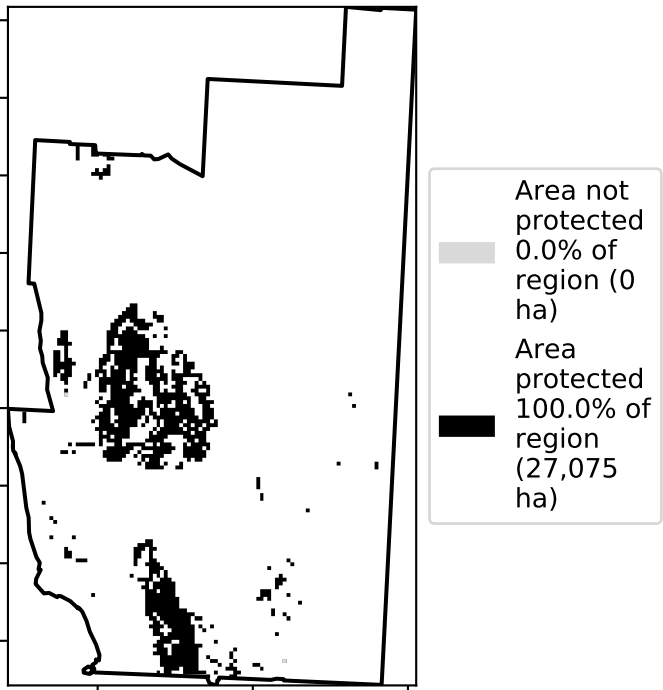 Area not
protected
0.0% of
region (0
ha)
Area
protected
100.0% of
region
(27,075
ha)